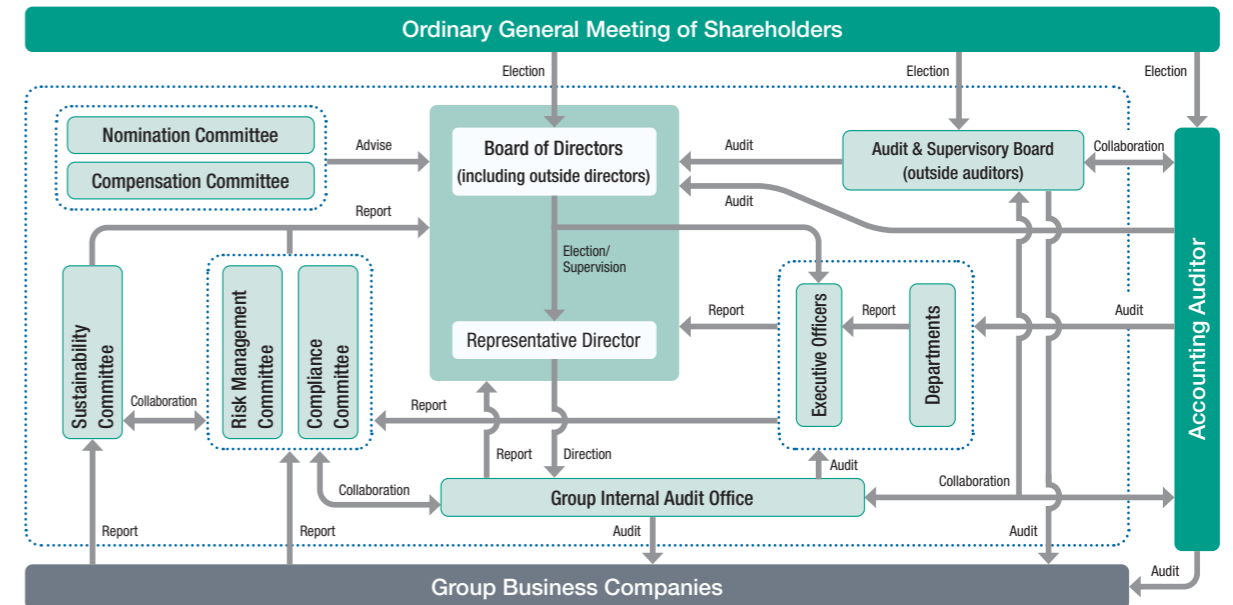 Ordinary General Meeting of Shareholders
Election
Election
Election
Nomination Committee
Compensation Committee
Advise
Board of Directors
(including outside directors)
Audit
Audit & Supervisory Board
(outside auditors)
Collaboration
Audit
Report
Election/
Supervision
Sustainability
Committee
Risk Management
Committee
Compliance
Committee
Representative Director
Report
Executive Officers
Report
Departments
Audit
Accounting Auditor
Collaboration
Report
Report
Direction
Audit
Collaboration
Group Internal Audit Office
Collaboration
Report
Report
Audit
Audit
Audit
Group Business Companies